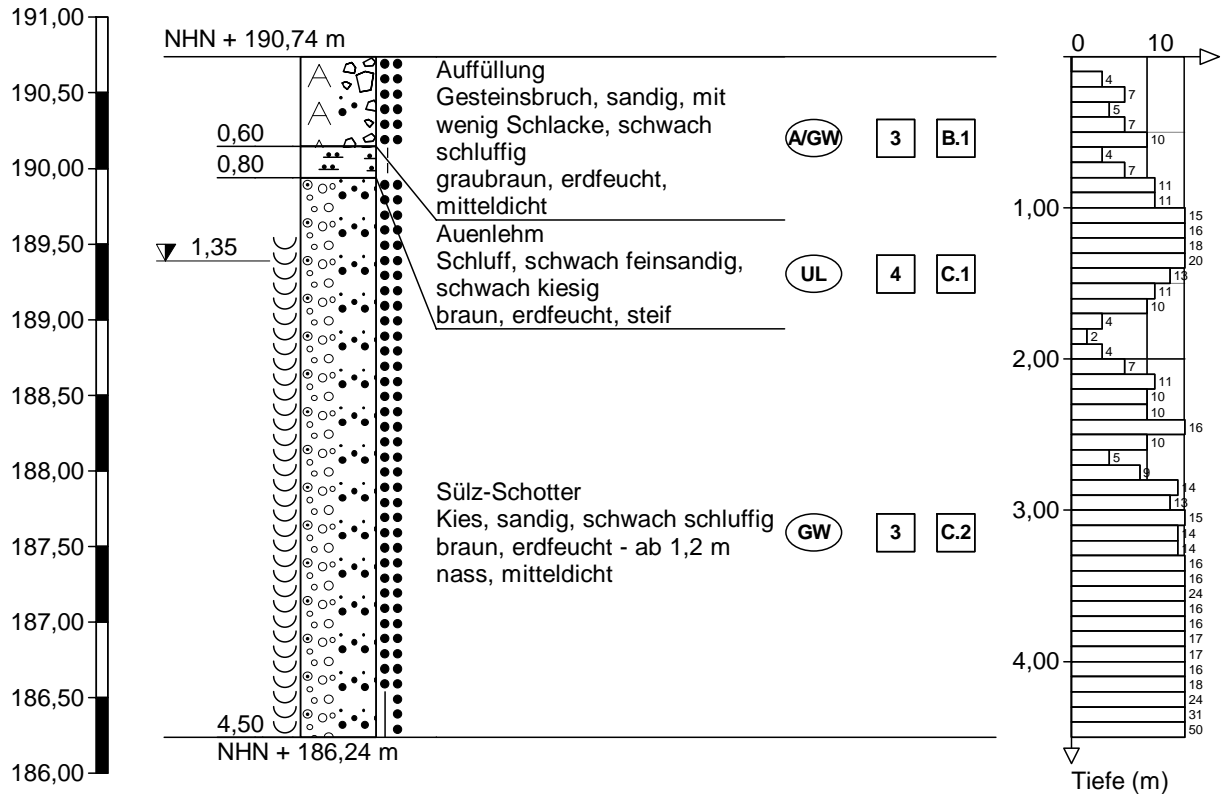 191,00
190,50
190,00
189,50
189,00
188,50
188,00
187,50
187,00
186,50
186,00
NHN + 190,74 m
0,60
0,80
1,35
4,50
NHN + 186,24 m
A
A
A
Auffüllung
Gesteinsbruch, sandig, mit
wenig Schlacke, schwach
schluffig
graubraun, erdfeucht,
mitteldicht
A/GW 3 B.1
Auenlehm
Schluff, schwach feinsandig,
schwach kiesig
braun, erdfeucht, steif
UL 4 C.1
Sülz-Schotter
Kies, sandig, schwach schluffig
braun, erdfeucht - ab 1,2 m
nass, mitteldicht
GW 3 C.2
0 10
4
7
5
7
10
4
7
11
11
1,00
15
16
18
20
13
11
10
4
2
4
2,00
7
11
10
10
16
10
5
9
14
13
3,00
15
14
14
16
16
24
16
16
17
17
4,00
16
18
24
31
50
Tiefe (m)